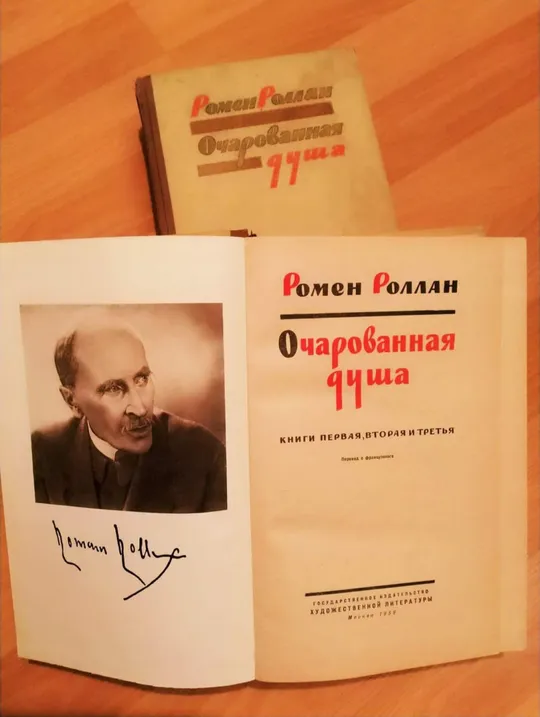 Ромен Роллан
Очарованная
душа
Ромен Роллан
Очарованная
душа
КНИГИ ПЕРВАЯ, ВТОРАЯ И ТРЕТЬЯ
Перевод с французского
Romain Rolland
ГОСУДАРСТВЕННОЕ ИЗДАТЕЛЬСТВО
ХУДОЖЕСТВЕННОЙ ЛИТЕРАТУРЫ
Москва